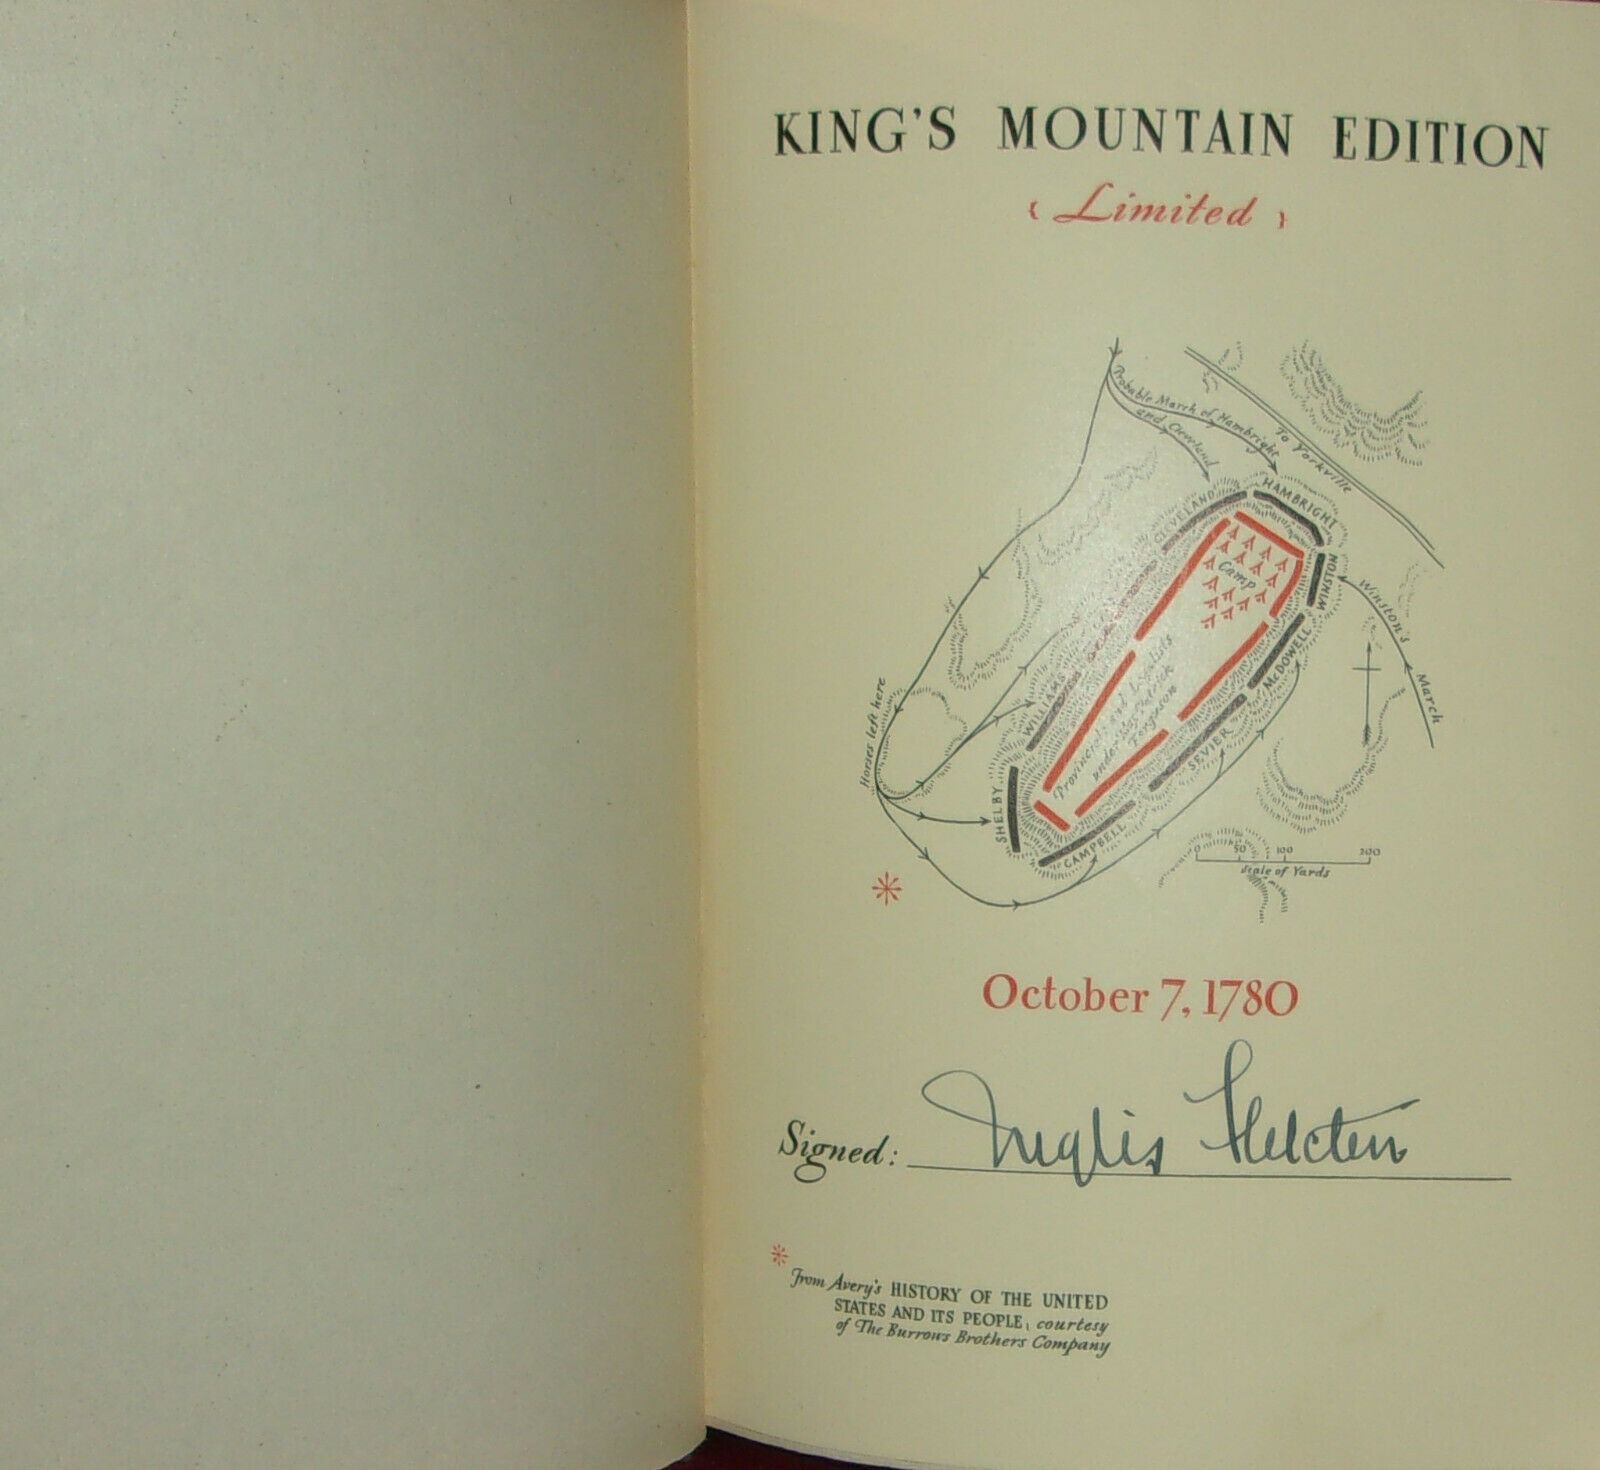 KING'S MOUNTAIN EDITION
{ Limited }
Probable March of Hambright
and Cleveland
To Yorkville
HAMBRIGHT
CLEVELAND
Camp
WINSTON
Winston's March
McDOWELL
WILLIAMS
Provincials and Loyalists
under Maj. Patrick
Ferguson
Horses left here
SEVIER
SHELBY
CAMPBELL
0 50 100 200
Scale of Yards
*
October 7, 1780
Signed: Inglis Fletcher
*
From Avery's HISTORY OF THE UNITED
STATES AND ITS PEOPLE; courtesy
of The Burrows Brothers Company